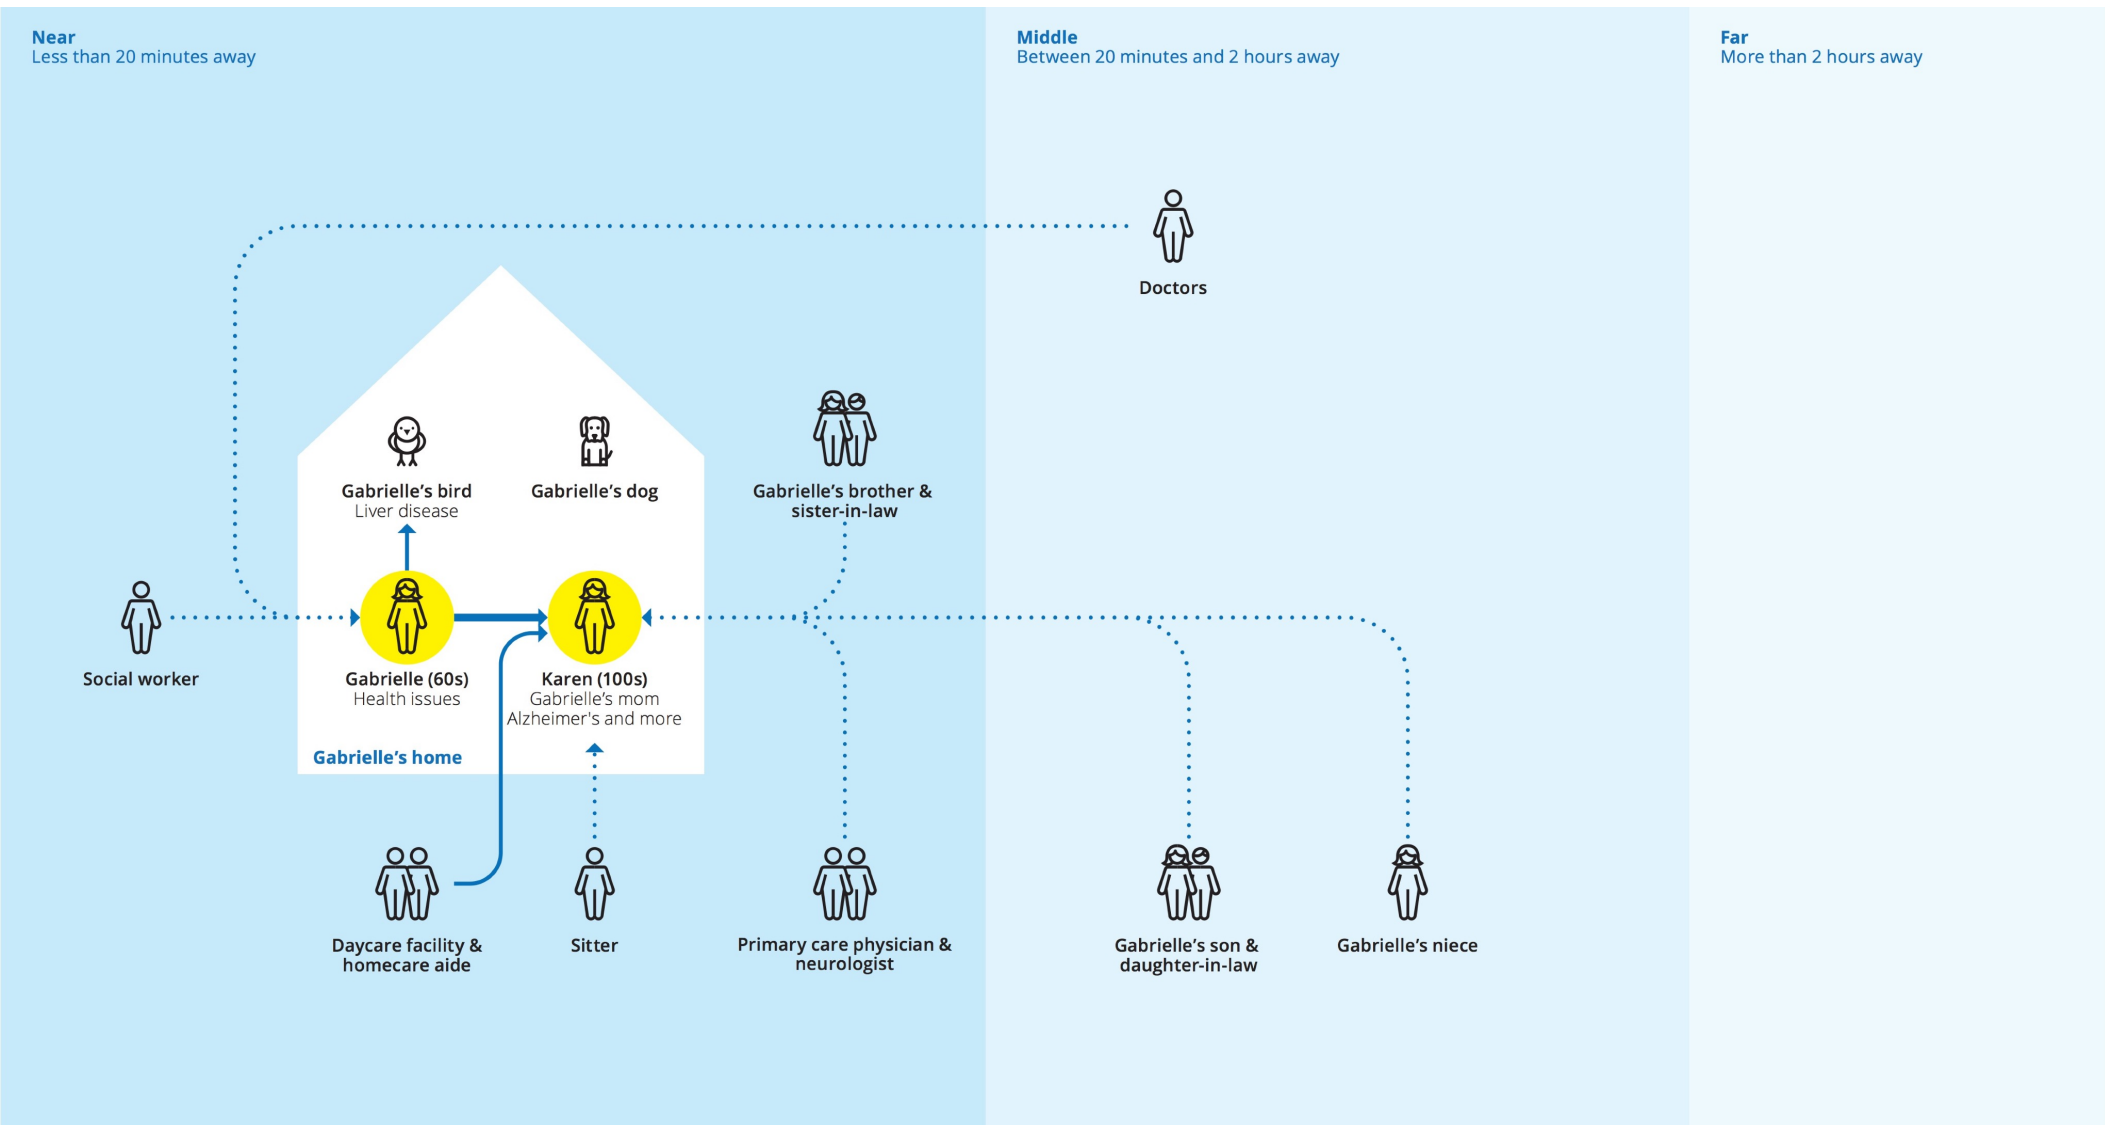 Near
Less than 20 minutes away
Middle
Between 20 minutes and 2 hours away
Far
More than 2 hours away
Doctors
Gabrielle’s bird
Liver disease
Gabrielle’s dog
Gabrielle’s brother &
sister-in-law
Social worker
Gabrielle (60s)
Health issues
Karen (100s)
Gabrielle’s mom
Alzheimer's and more
Gabrielle’s home
Daycare facility &
homecare aide
Sitter
Primary care physician &
neurologist
Gabrielle’s son &
daughter-in-law
Gabrielle’s niece